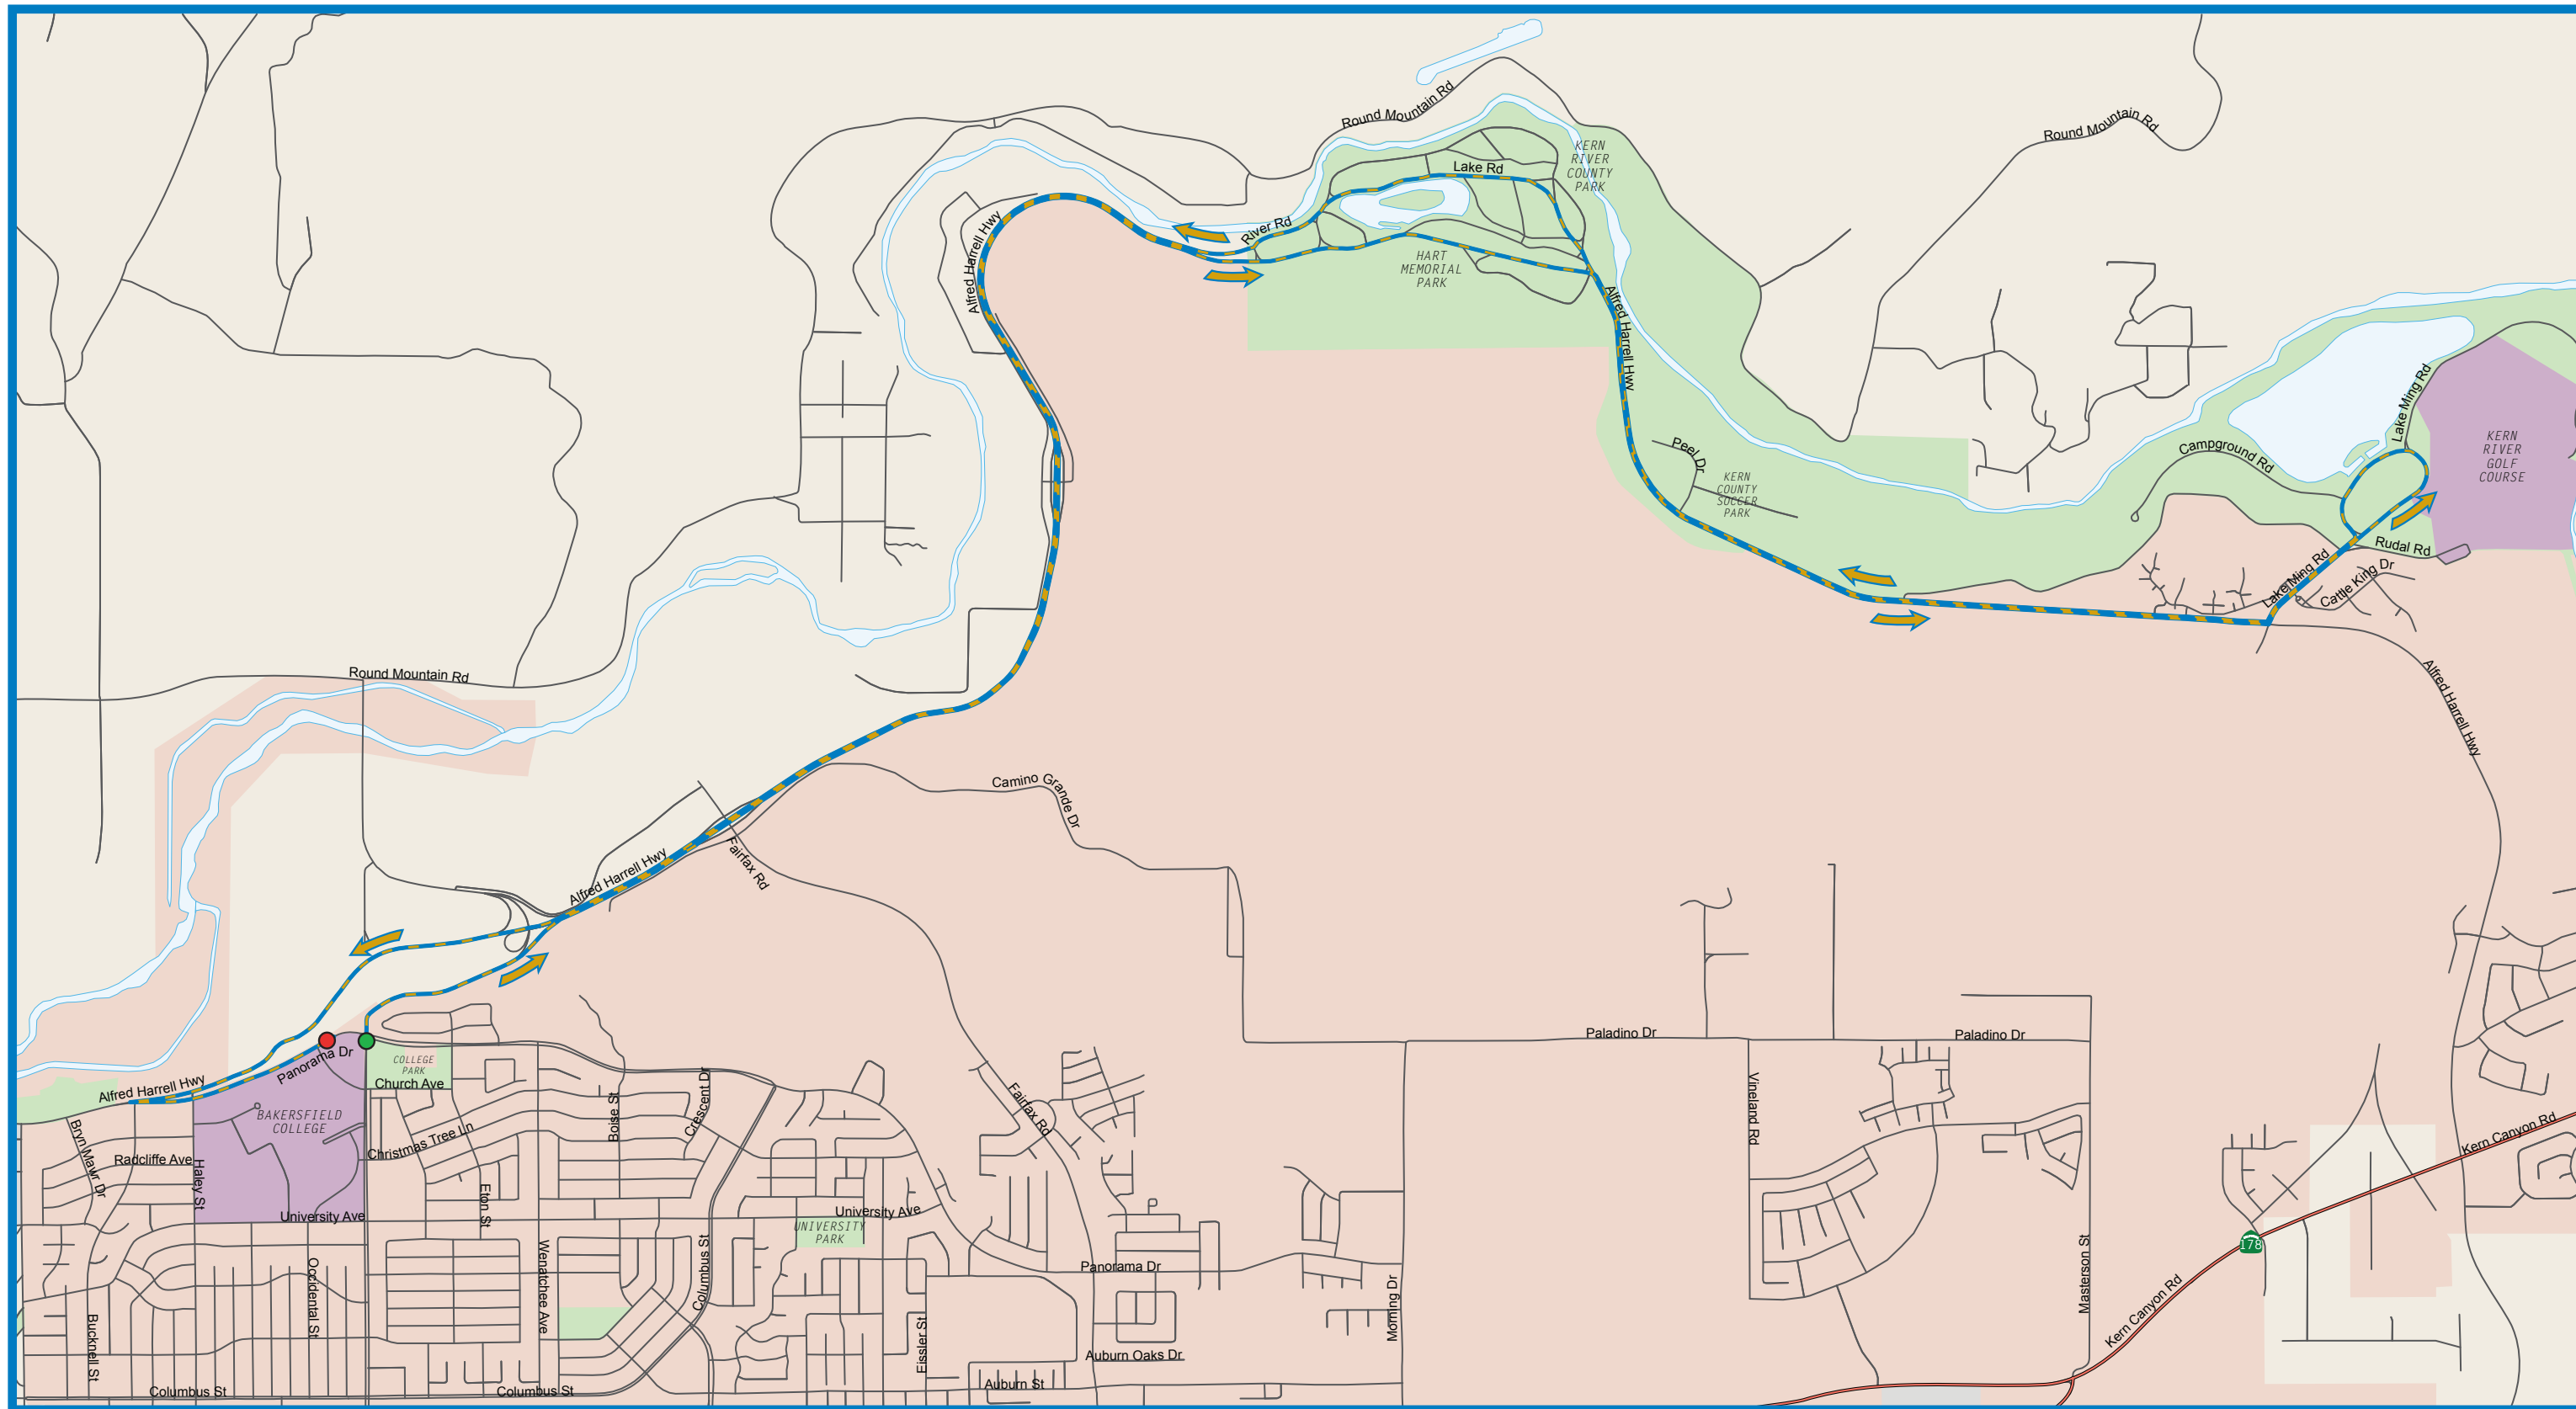 Round Mountain Rd
Round Mountain Rd
KERN
RIVER
COUNTY
PARK
Lake Rd
River Rd
Alfred Harrell Hwy
HART
MEMORIAL
PARK
Alfred Harrell Hwy
Lake Ming Rd
Campground Rd
KERN
RIVER
GOLF
COURSE
Peel Dr
KERN
COUNTY
SOCCER
PARK
Rudal Rd
Lake Ming Rd
Cattle King Dr
Round Mountain Rd
Alfred Harrell Hwy
Camino Grande Dr
Fairfax Rd
Alfred Harrell Hwy
Paladino Dr
Paladino Dr
Panorama Dr
COLLEGE
PARK
Church Ave
Alfred Harrell Hwy
BAKERSFIELD
COLLEGE
Boise St
Crescent Dr
Fairfax Rd
Vineland Rd
Kern Canyon Rd
Bryn Mawr Dr
Radcliffe Ave
Haley St
Christmas Tree Ln
Eton St
University Ave
University Ave
UNIVERSITY
PARK
178
Occidental St
Wenatchee Ave
Columbus St
Panorama Dr
Morning Dr
Masterson St
Kern Canyon Rd
Bucknell St
Eissler St
Auburn Oaks Dr
Columbus St
Columbus St
Auburn St